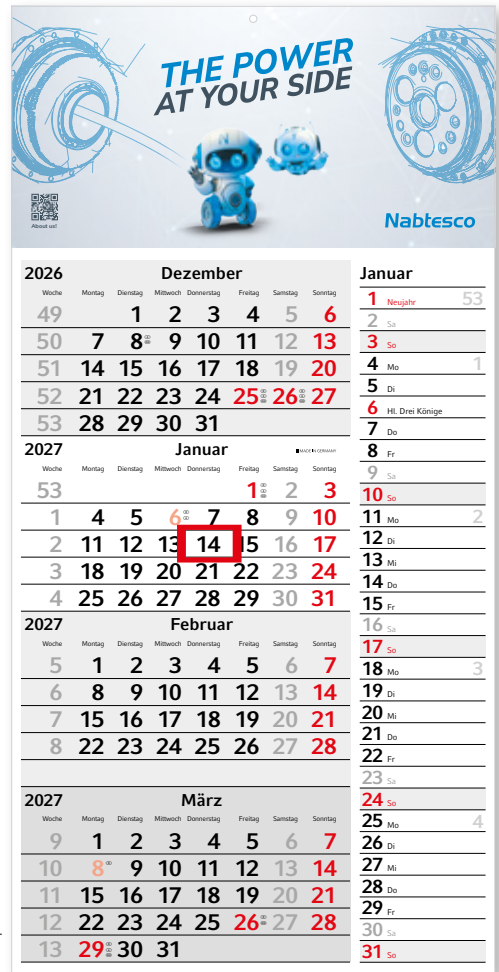 THE POWER
AT YOUR SIDE
About us!
Nabtesco
2026 Dezember
Woche Montag Dienstag Mittwoch Donnerstag Freitag Samstag Sonntag
49 1 2 3 4 5 6
50 7 8 9 10 11 12 13
51 14 15 16 17 18 19 20
52 21 22 23 24 25 26 27
53 28 29 30 31
2027 Januar MADE IN GERMANY
Woche Montag Dienstag Mittwoch Donnerstag Freitag Samstag Sonntag
53 1 2 3
1 4 5 6 7 8 9 10
2 11 12 13 14 15 16 17
3 18 19 20 21 22 23 24
4 25 26 27 28 29 30 31
2027 Februar
Woche Montag Dienstag Mittwoch Donnerstag Freitag Samstag Sonntag
5 1 2 3 4 5 6 7
6 8 9 10 11 12 13 14
7 15 16 17 18 19 20 21
8 22 23 24 25 26 27 28
2027 März
Woche Montag Dienstag Mittwoch Donnerstag Freitag Samstag Sonntag
9 1 2 3 4 5 6 7
10 8 9 10 11 12 13 14
11 15 16 17 18 19 20 21
12 22 23 24 25 26 27 28
13 29 30 31
Januar
1 Neujahr 53
2 Sa
3 So
4 Mo 1
5 Di
6 Hl. Drei Könige
7 Do
8 Fr
9 Sa
10 So
11 Mo 2
12 Di
13 Mi
14 Do
15 Fr
16 Sa
17 So
18 Mo 3
19 Di
20 Mi
21 Do
22 Fr
23 Sa
24 So
25 Mo 4
26 Di
27 Mi
28 Do
29 Fr
30 Sa
31 So